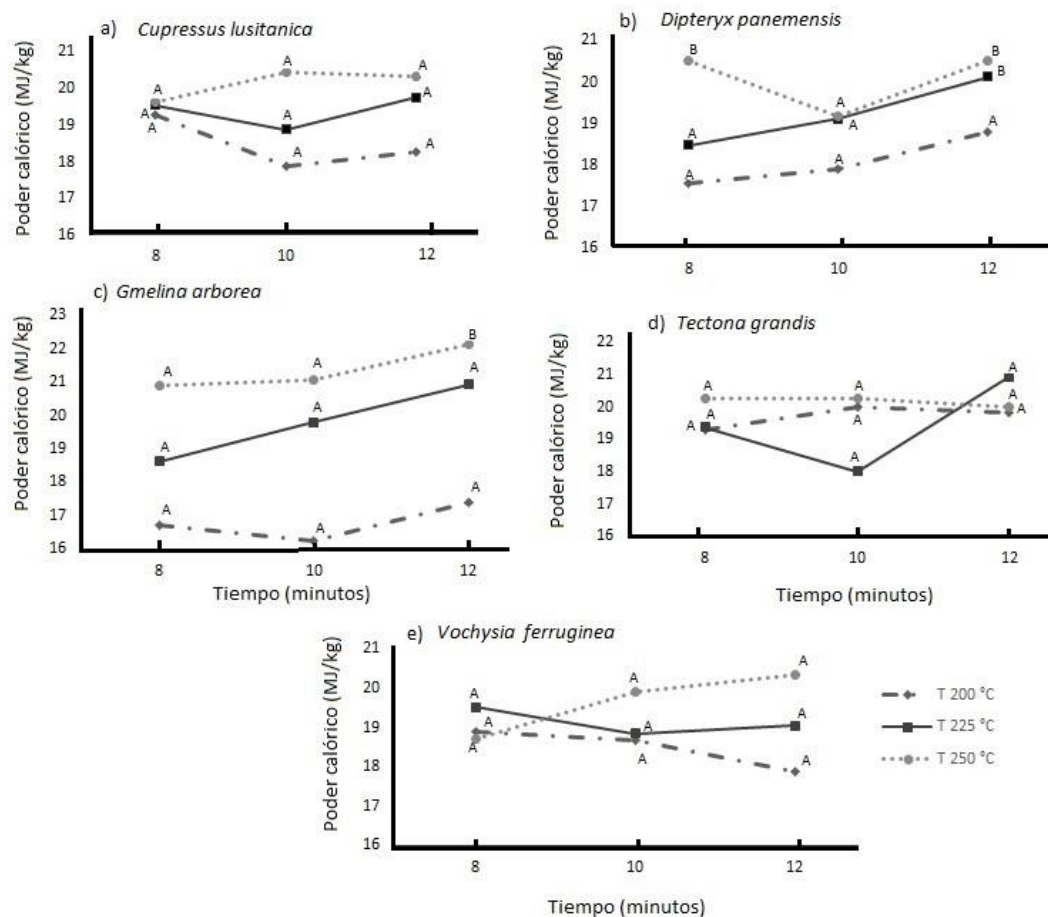 a) Cupressus lusitanica
Poder calórico (MJ/kg)
21
20
19
18
17
16
A
A
A
A
A
A
A
A
A
8
10
12
b) Dipteryx panemensis
Poder calórico (MJ/kg)
21
20
19
18
17
16
B
A
B
A
A
B
A
A
A
8
10
12
c) Gmelina arborea
Poder calórico (MJ/kg)
23
22
21
20
19
18
17
16
A
A
B
A
A
A
A
A
A
8
10
12
Tiempo (minutos)
d) Tectona grandis
Poder calórico (MJ/kg)
22
21
20
19
18
17
16
A
A
A
A
A
A
A
A
A
8
10
12
Tiempo (minutos)
e) Vochysia ferruginea
Poder calórico (MJ/kg)
21
20
19
18
17
16
A
A
A
A
A
A
A
A
A
8
10
12
Tiempo (minutos)
T 200 °C
T 225 °C
T 250 °C